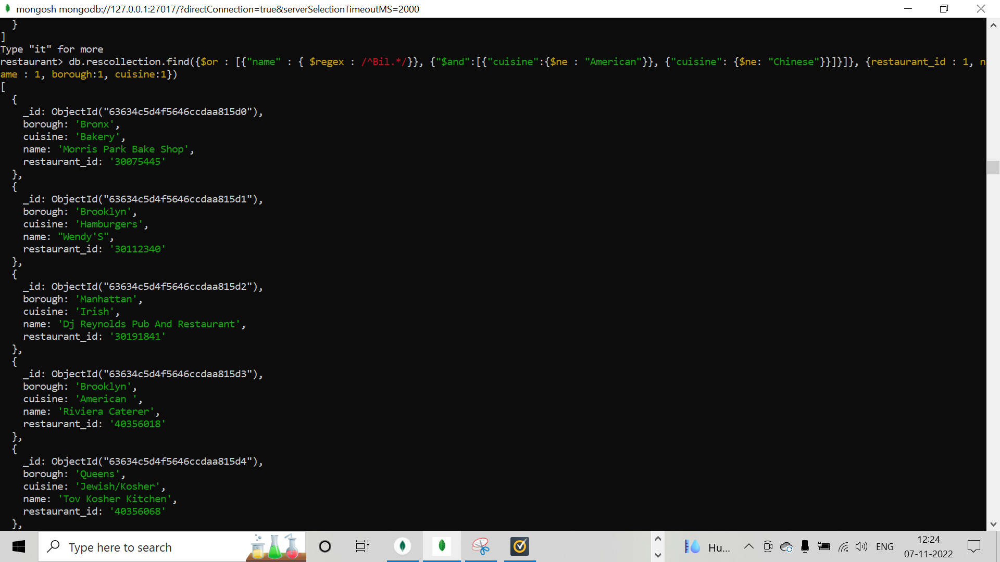 mongosh mongodb://127.0.0.1:27017/?directConnection=true&serverSelectionTimeoutMS=2000
}
]
Type "it" for more
restaurant> db.rescollection.find({$or : [{"name" : { $regex : /^Bil.*/}}, {"$and":[{"cuisine":{$ne : "American"}}, {"cuisine": {$ne: "Chinese"}}]}]}, {restaurant_id : 1, n
ame : 1, borough:1, cuisine:1})
[
{
_id: ObjectId("63634c5d4f5646ccdaa815d0"),
borough: 'Bronx',
cuisine: 'Bakery',
name: 'Morris Park Bake Shop',
restaurant_id: '30075445'
},
{
_id: ObjectId("63634c5d4f5646ccdaa815d1"),
borough: 'Brooklyn',
cuisine: 'Hamburgers',
name: "Wendy'S",
restaurant_id: '30112340'
},
{
_id: ObjectId("63634c5d4f5646ccdaa815d2"),
borough: 'Manhattan',
cuisine: 'Irish',
name: 'Dj Reynolds Pub And Restaurant',
restaurant_id: '30191841'
},
{
_id: ObjectId("63634c5d4f5646ccdaa815d3"),
borough: 'Brooklyn',
cuisine: 'American ',
name: 'Riviera Caterer',
restaurant_id: '40356018'
},
{
_id: ObjectId("63634c5d4f5646ccdaa815d4"),
borough: 'Queens',
cuisine: 'Jewish/Kosher',
name: 'Tov Kosher Kitchen',
restaurant_id: '40356068'
},
Type here to search
Hu...
ENG
12:24
07-11-2022